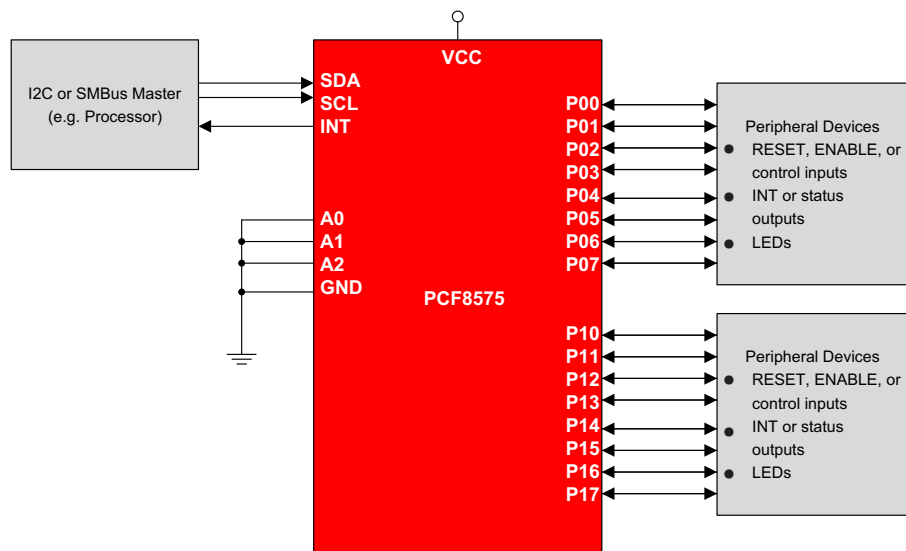 I2C or SMBus Master
(e.g. Processor)
VCC
SDA
SCL
INT
A0
A1
A2
GND
PCF8575
P00
P01
P02
P03
P04
P05
P06
P07
P10
P11
P12
P13
P14
P15
P16
P17
Peripheral Devices
● RESET, ENABLE, or
control inputs
● INT or status
outputs
● LEDs
Peripheral Devices
● RESET, ENABLE, or
control inputs
● INT or status
outputs
● LEDs